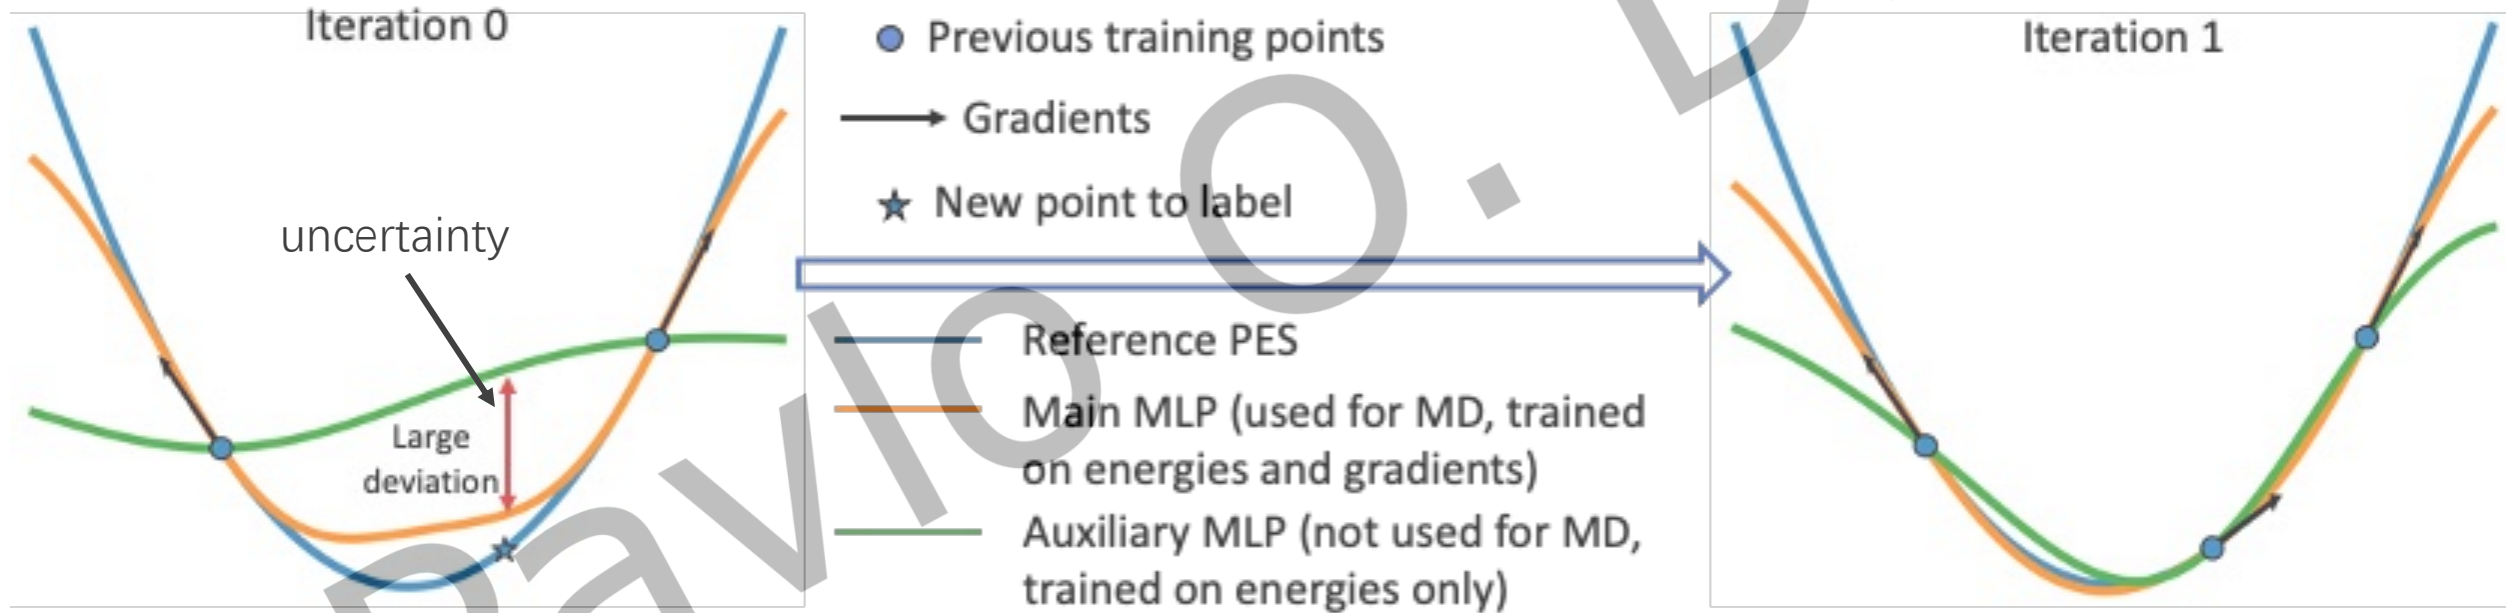 Iteration 0
uncertainty
Large
deviation
Previous training points
Gradients
New point to label
Reference PES
Main MLP (used for MD, trained
on energies and gradients)
Auxiliary MLP (not used for MD,
trained on energies only)
Iteration 1
Pavlo O. D